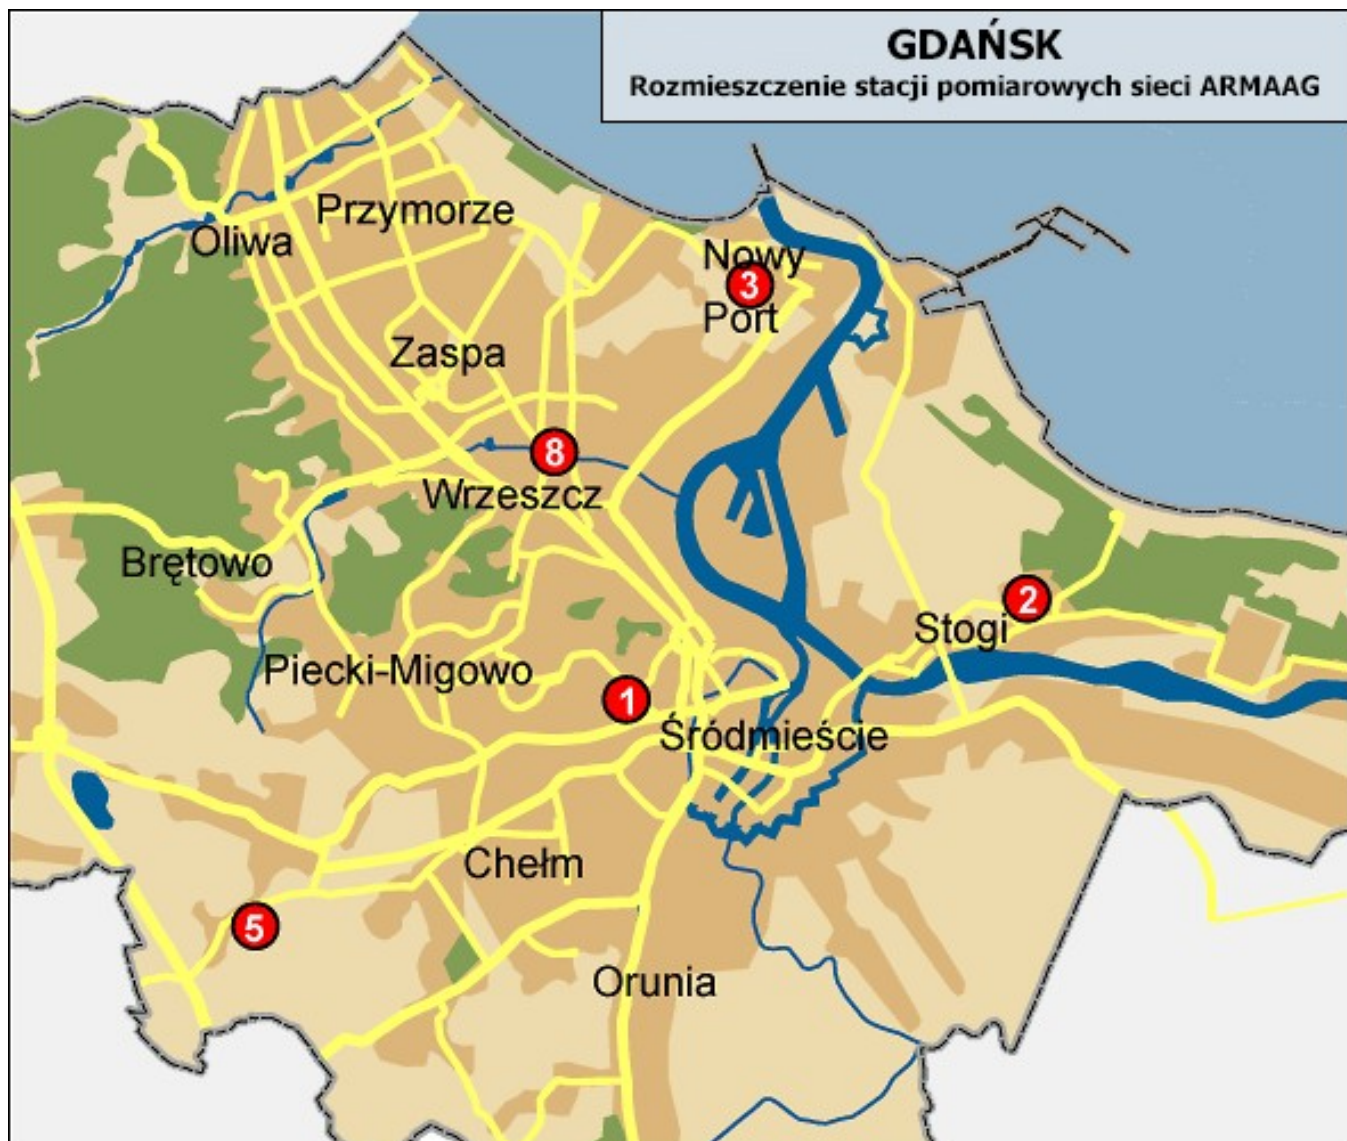 GDAŃSK
Rozmieszczenie stacji pomiarowych sieci ARMAAG
Przymorze
Oliwa
Nowy
3
Port
Zaspa
8
Wrzeszcz
Brętowo
2
Stogi
Piecki-Migowo
1
Śródmieście
Chełm
5
Orunia